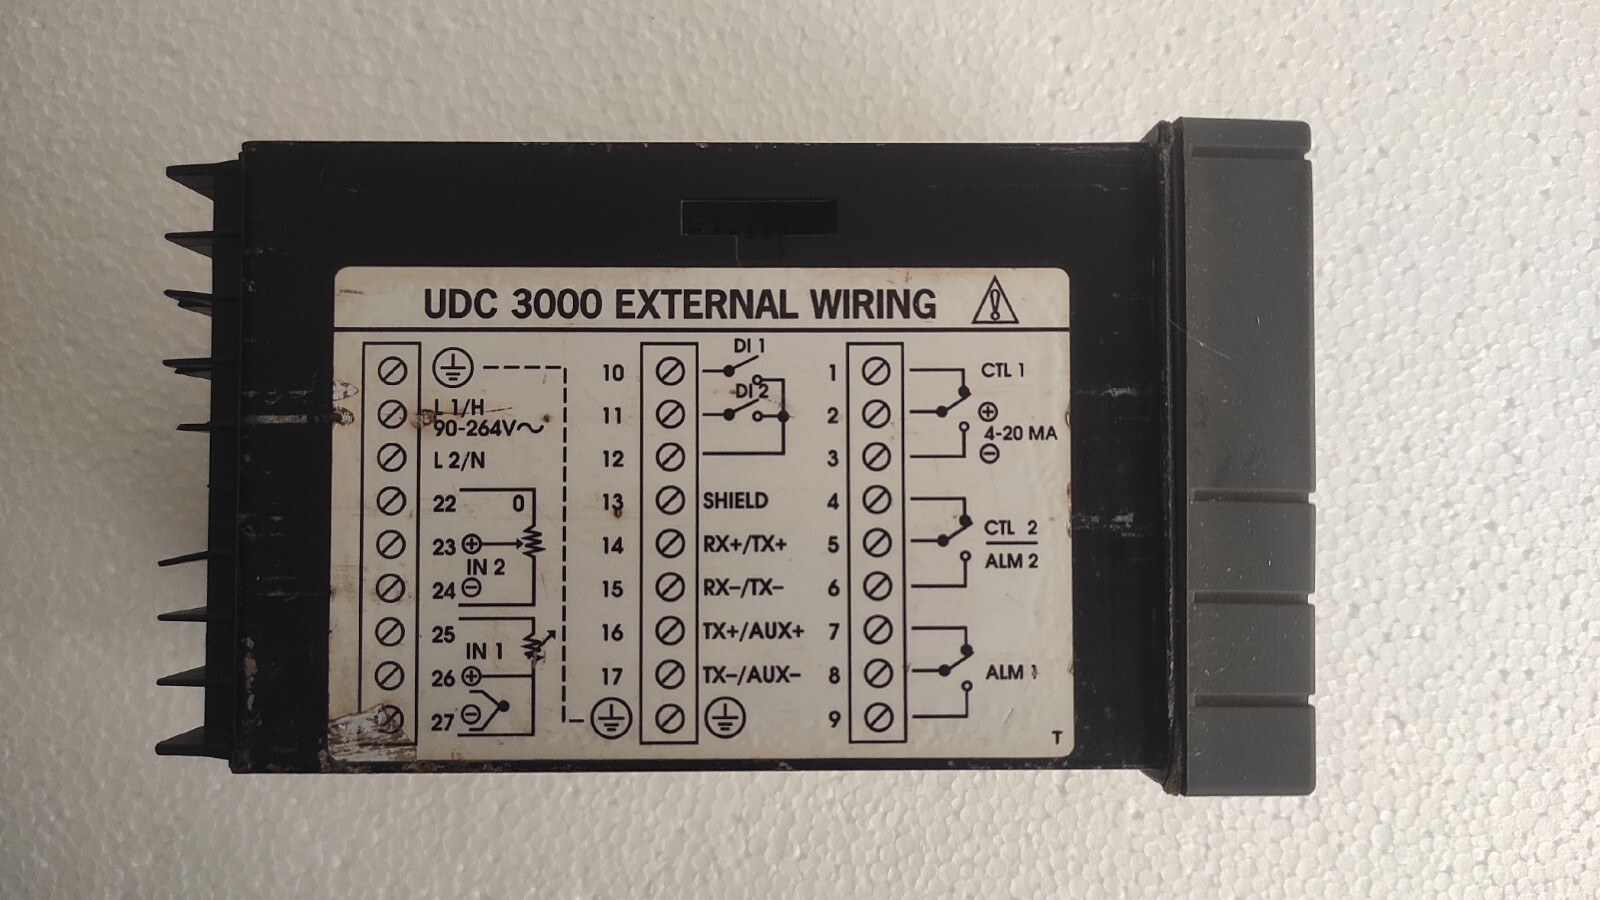 UDC 3000 EXTERNAL WIRING
L 1/H
90-264V~
L 2/N
22 0
23 +
IN 2
24 −
25
IN 1
26 +
27 −
10 DI 1
11 DI 2
12
13 SHIELD
14 RX+/TX+
15 RX−/TX−
16 TX+/AUX+
17 TX−/AUX−
1 CTL 1
2 +
4-20 MA
3 −
4
CTL 2
5
ALM 2
6
7
8 ALM 1
9
T